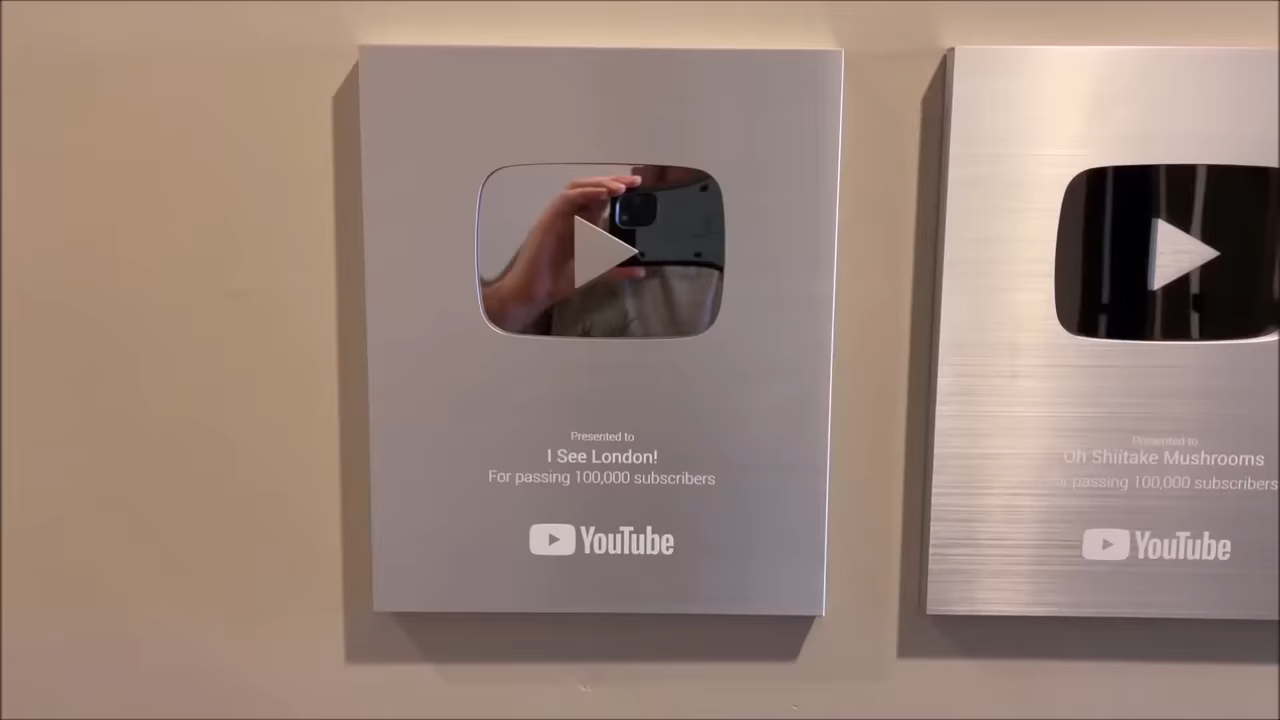 Presented to
I See London!
For passing 100,000 subscribers
YouTube
Presented to
Oh Shiitake Mushrooms
passing 100,000 subscribers
YouTube